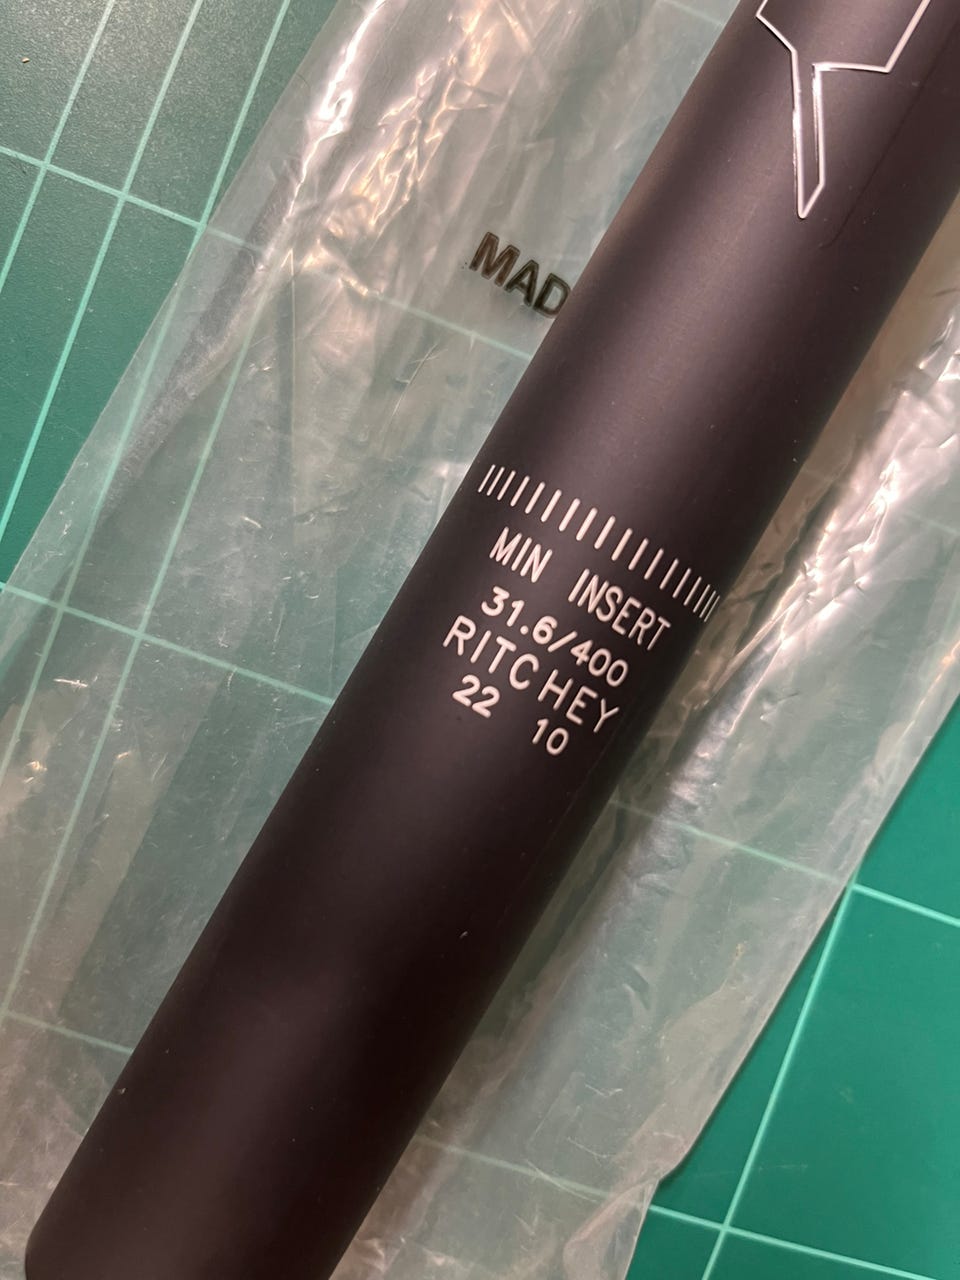 MAD
MIN INSERT
31.6/400
RITCHEY
22 10